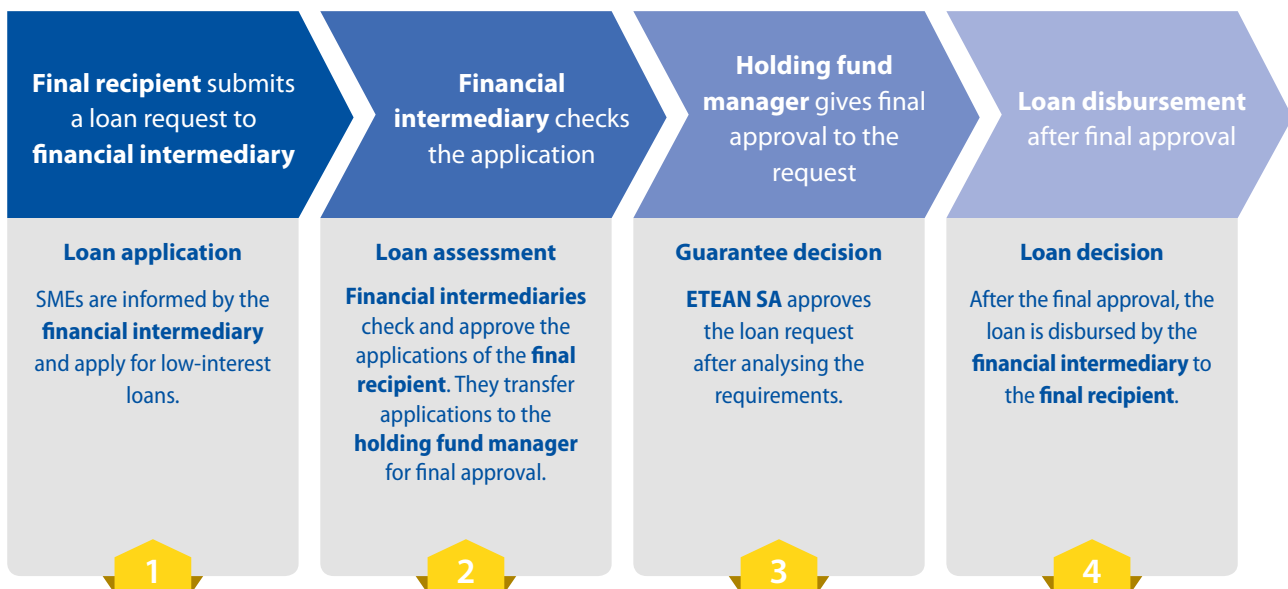 Final recipient submits
a loan request to
financial intermediary
Financial
intermediary checks
the application
Holding fund
manager gives final
approval to the
request
Loan disbursement
after final approval
Loan application
SMEs are informed by the
financial intermediary
and apply for low-interest
loans.
Loan assessment
Financial intermediaries
check and approve the
applications of the final
recipient. They transfer
applications to the
holding fund manager
for final approval.
Guarantee decision
ETEAN SA approves
the loan request
after analysing the
requirements.
Loan decision
After the final approval, the
loan is disbursed by the
financial intermediary to
the final recipient.
1
2
3
4